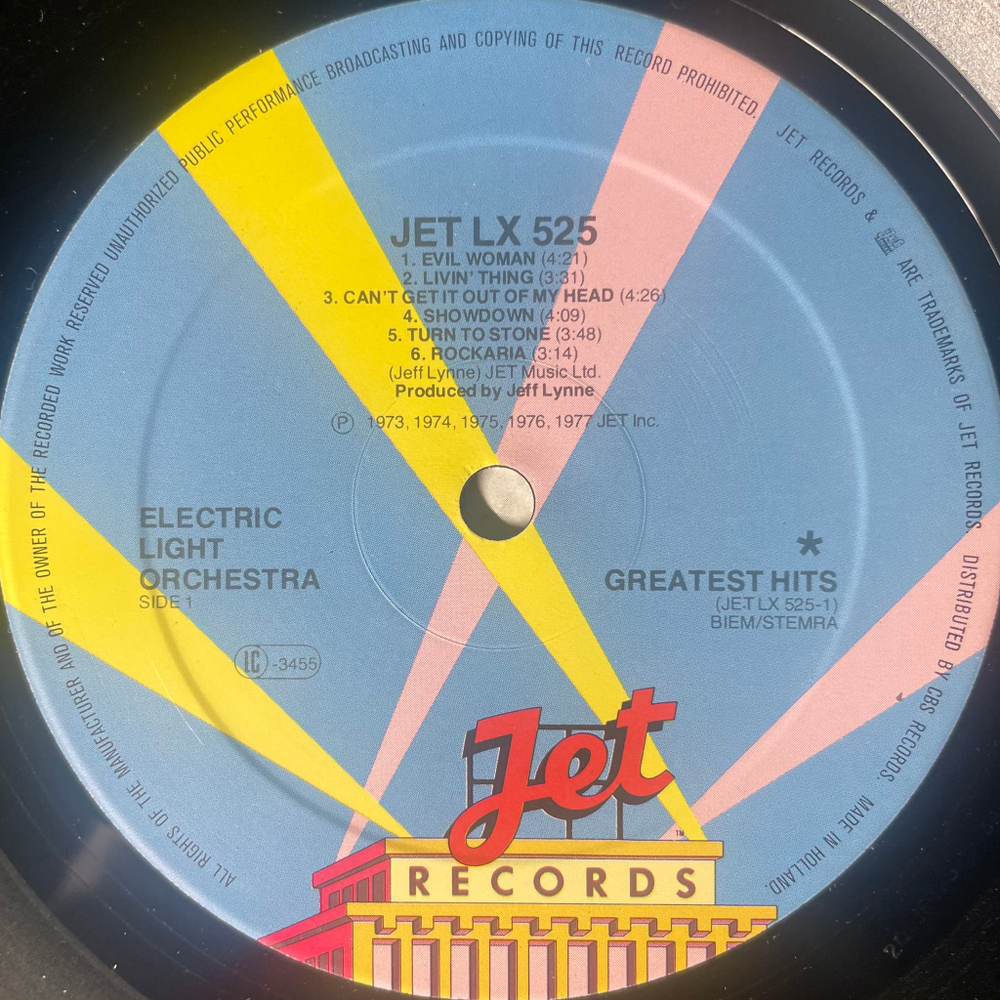 ALL RIGHTS OF THE MANUFACTURER AND OF THE OWNER OF THE RECORDED WORK RESERVED UNAUTHORIZED PUBLIC PERFORMANCE BROADCASTING AND COPYING OF THIS RECORD PROHIBITED.
JET RECORDS & Jet ARE TRADEMARKS OF JET RECORDS DISTRIBUTED BY CBS RECORDS. MADE IN HOLLAND.
JET LX 525
1. EVIL WOMAN (4:21)
2. LIVIN' THING (3:31)
3. CAN'T GET IT OUT OF MY HEAD (4:26)
4. SHOWDOWN (4:09)
5. TURN TO STONE (3:48)
6. ROCKARIA (3:14)
(Jeff Lynne) JET Music Ltd.
Produced by Jeff Lynne
Ⓟ 1973, 1974, 1975, 1976, 1977 JET Inc.
ELECTRIC
LIGHT
ORCHESTRA
SIDE 1
LC-3455
*
GREATEST HITS
(JET LX 525-1)
BIEM/STEMRA
Jet
TM
RECORDS